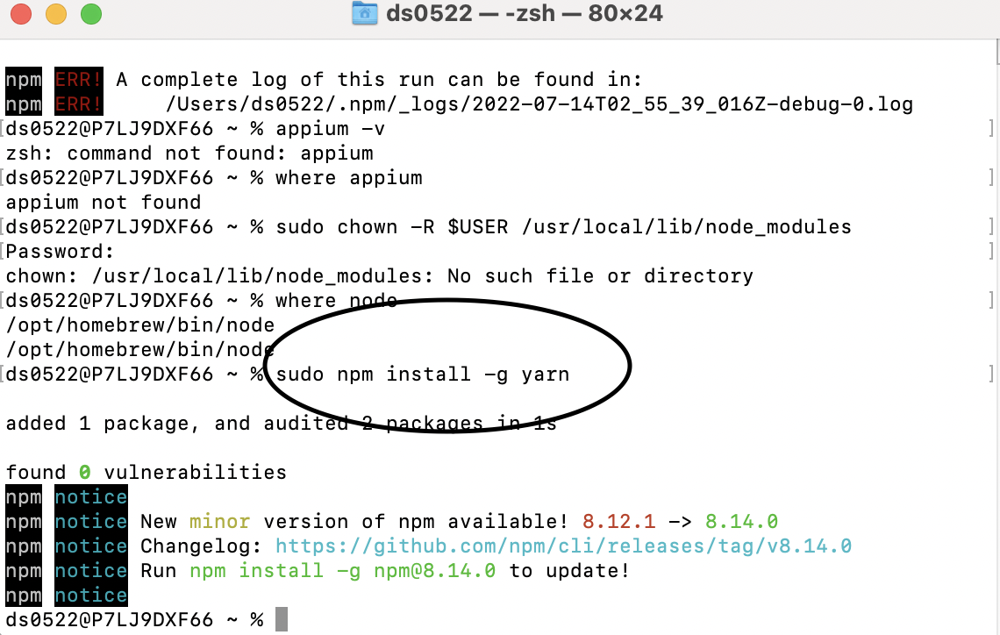 ds0522 — -zsh — 80×24
npm ERR! A complete log of this run can be found in:
npm ERR!     /Users/ds0522/.npm/_logs/2022-07-14T02_55_39_016Z-debug-0.log
[ds0522@P7LJ9DXF66 ~ % appium -v ]
zsh: command not found: appium
[ds0522@P7LJ9DXF66 ~ % where appium ]
appium not found
[ds0522@P7LJ9DXF66 ~ % sudo chown -R $USER /usr/local/lib/node_modules ]
[Password: ]
chown: /usr/local/lib/node_modules: No such file or directory
[ds0522@P7LJ9DXF66 ~ % where node ]
/opt/homebrew/bin/node
/opt/homebrew/bin/node
[ds0522@P7LJ9DXF66 ~ % sudo npm install -g yarn ]
added 1 package, and audited 2 packages in 1s
found 0 vulnerabilities
npm notice
npm notice New minor version of npm available! 8.12.1 -> 8.14.0
npm notice Changelog: https://github.com/npm/cli/releases/tag/v8.14.0
npm notice Run npm install -g npm@8.14.0 to update!
npm notice
ds0522@P7LJ9DXF66 ~ %